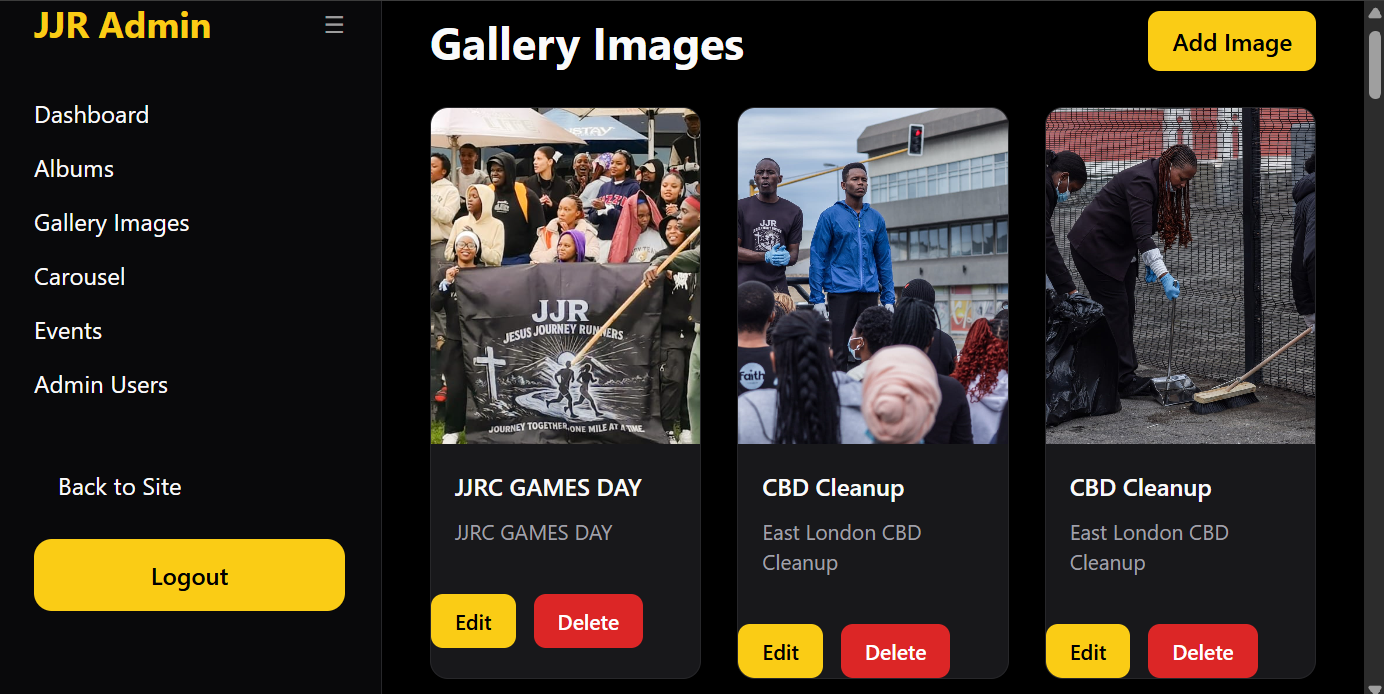 JJR Admin
☰
Dashboard
Albums
Gallery Images
Carousel
Events
Admin Users
Back to Site
Logout
Gallery Images
Add Image
JJR
JESUS JOURNEY RUNNERS
JOURNEY TOGETHER, ONE MILE AT A TIME.
JJRC GAMES DAY
JJRC GAMES DAY
Edit
Delete
JJR
faith
CBD Cleanup
East London CBD
Cleanup
Edit
Delete
CBD Cleanup
East London CBD
Cleanup
Edit
Delete